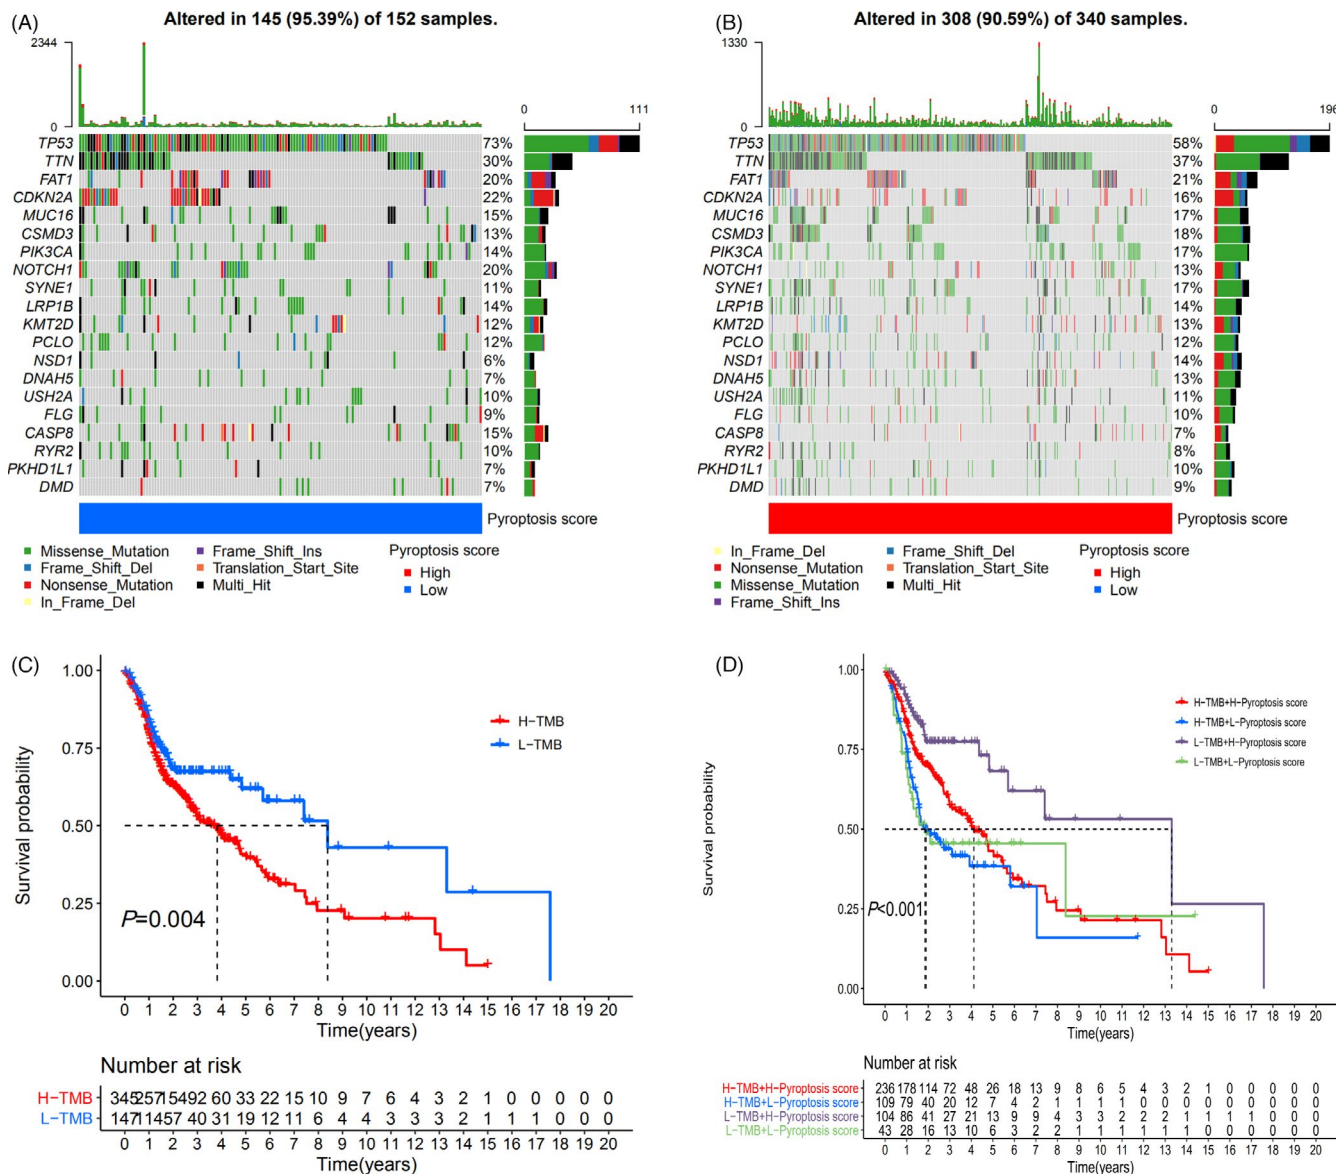 (A)
Altered in 145 (95.39%) of 152 samples.
2344
0
0 111
TP53 73%
TTN 30%
FAT1 20%
CDKN2A 22%
MUC16 15%
CSMD3 13%
PIK3CA 14%
NOTCH1 20%
SYNE1 11%
LRP1B 14%
KMT2D 12%
PCLO 12%
NSD1 6%
DNAH5 7%
USH2A 10%
FLG 9%
CASP8 15%
RYR2 10%
PKHD1L1 7%
DMD 7%
Pyroptosis score
Missense_Mutation Frame_Shift_Ins Pyroptosis score
Frame_Shift_Del Translation_Start_Site High
Nonsense_Mutation Multi_Hit Low
In_Frame_Del
(B)
Altered in 308 (90.59%) of 340 samples.
1330
0
0 196
TP53 58%
TTN 37%
FAT1 21%
CDKN2A 16%
MUC16 17%
CSMD3 18%
PIK3CA 17%
NOTCH1 13%
SYNE1 17%
LRP1B 14%
KMT2D 13%
PCLO 12%
NSD1 14%
DNAH5 13%
USH2A 11%
FLG 10%
CASP8 7%
RYR2 8%
PKHD1L1 10%
DMD 9%
Pyroptosis score
In_Frame_Del Frame_Shift_Del Pyroptosis score
Nonsense_Mutation Translation_Start_Site High
Missense_Mutation Multi_Hit Low
Frame_Shift_Ins
(C)
Survival probability
1.00
0.75
0.50
0.25
0.00
H-TMB
L-TMB
P=0.004
0 1 2 3 4 5 6 7 8 9 10 11 12 13 14 15 16 17 18 19 20
Time(years)
Number at risk
H-TMB 345 257 154 92 60 33 22 15 10 9 7 6 4 3 2 1 0 0 0 0 0
L-TMB 147 114 57 40 31 19 12 11 6 4 4 3 3 3 2 1 1 1 0 0 0
0 1 2 3 4 5 6 7 8 9 10 11 12 13 14 15 16 17 18 19 20
Time(years)
(D)
Survival probability
1.00
0.75
0.50
0.25
0.00
H-TMB+H-Pyroptosis score
H-TMB+L-Pyroptosis score
L-TMB+H-Pyroptosis score
L-TMB+L-Pyroptosis score
P<0.001
0 1 2 3 4 5 6 7 8 9 10 11 12 13 14 15 16 17 18 19 20
Time(years)
Number at risk
H-TMB+H-Pyroptosis score 236 178 114 72 48 26 18 13 9 8 6 5 4 3 2 1 0 0 0 0 0
H-TMB+L-Pyroptosis score 109 79 40 20 12 7 4 2 1 1 1 1 0 0 0 0 0 0 0 0 0
L-TMB+H-Pyroptosis score 104 86 41 27 21 13 9 9 4 3 3 2 2 2 1 1 1 1 0 0 0
L-TMB+L-Pyroptosis score 43 28 16 13 10 6 3 2 2 1 1 1 1 1 1 0 0 0 0 0 0
0 1 2 3 4 5 6 7 8 9 10 11 12 13 14 15 16 17 18 19 20
Time(years)